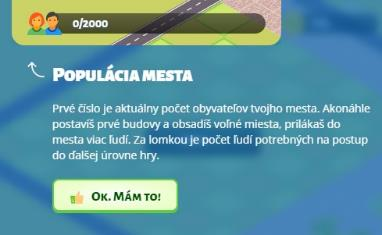 0/2000
Populácia mesta
Prvé číslo je aktuálny počet obyvateľov tvojho mesta. Akonáhle
postavíš prvé budovy a obsadíš voľné miesta, prilákaš do
mesta viac ľudí. Za lomkou je počet ľudí potrebných na postup
do ďalšej úrovne hry.
Ok. Mám to!